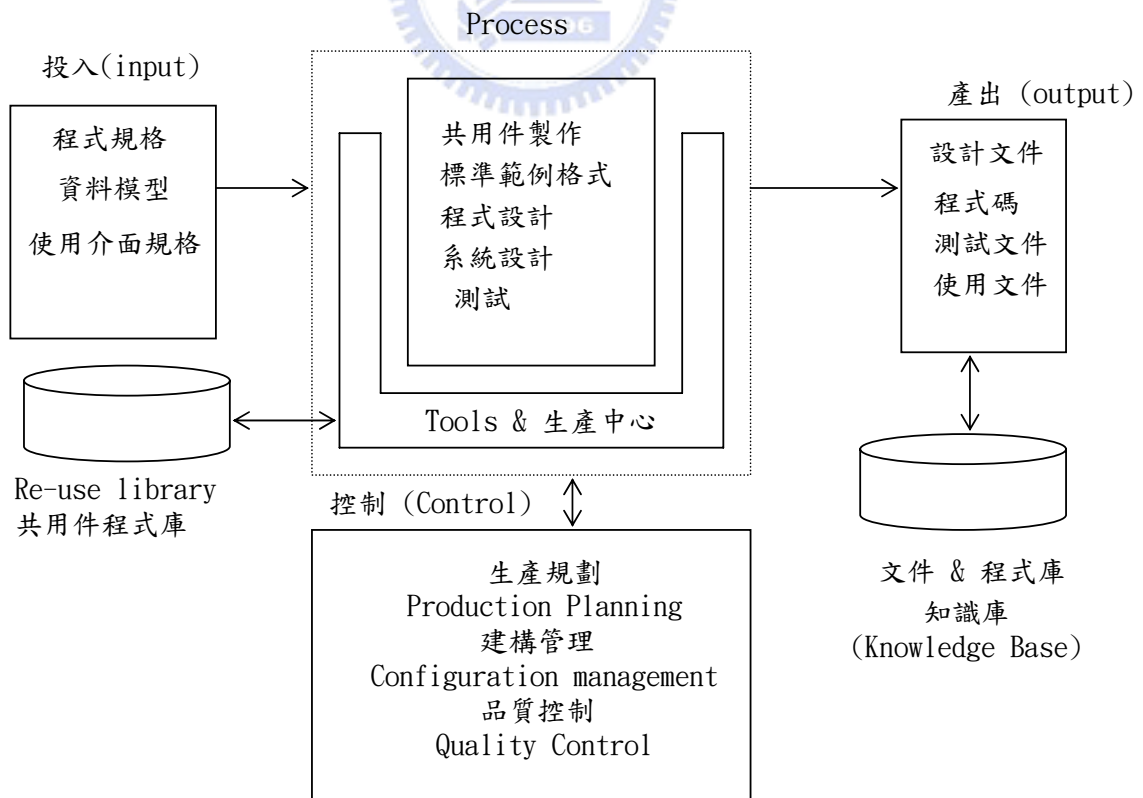 Process
投入(input)
程式規格
資料模型
使用介面規格
共用件製作
標準範例格式
程式設計
系統設計
測試
Tools & 生產中心
產出 (output)
設計文件
程式碼
測試文件
使用文件
Re-use library
共用件程式庫
控制 (Control)
生產規劃
Production Planning
建構管理
Configuration management
品質控制
Quality Control
文件 & 程式庫
知識庫
(Knowledge Base)